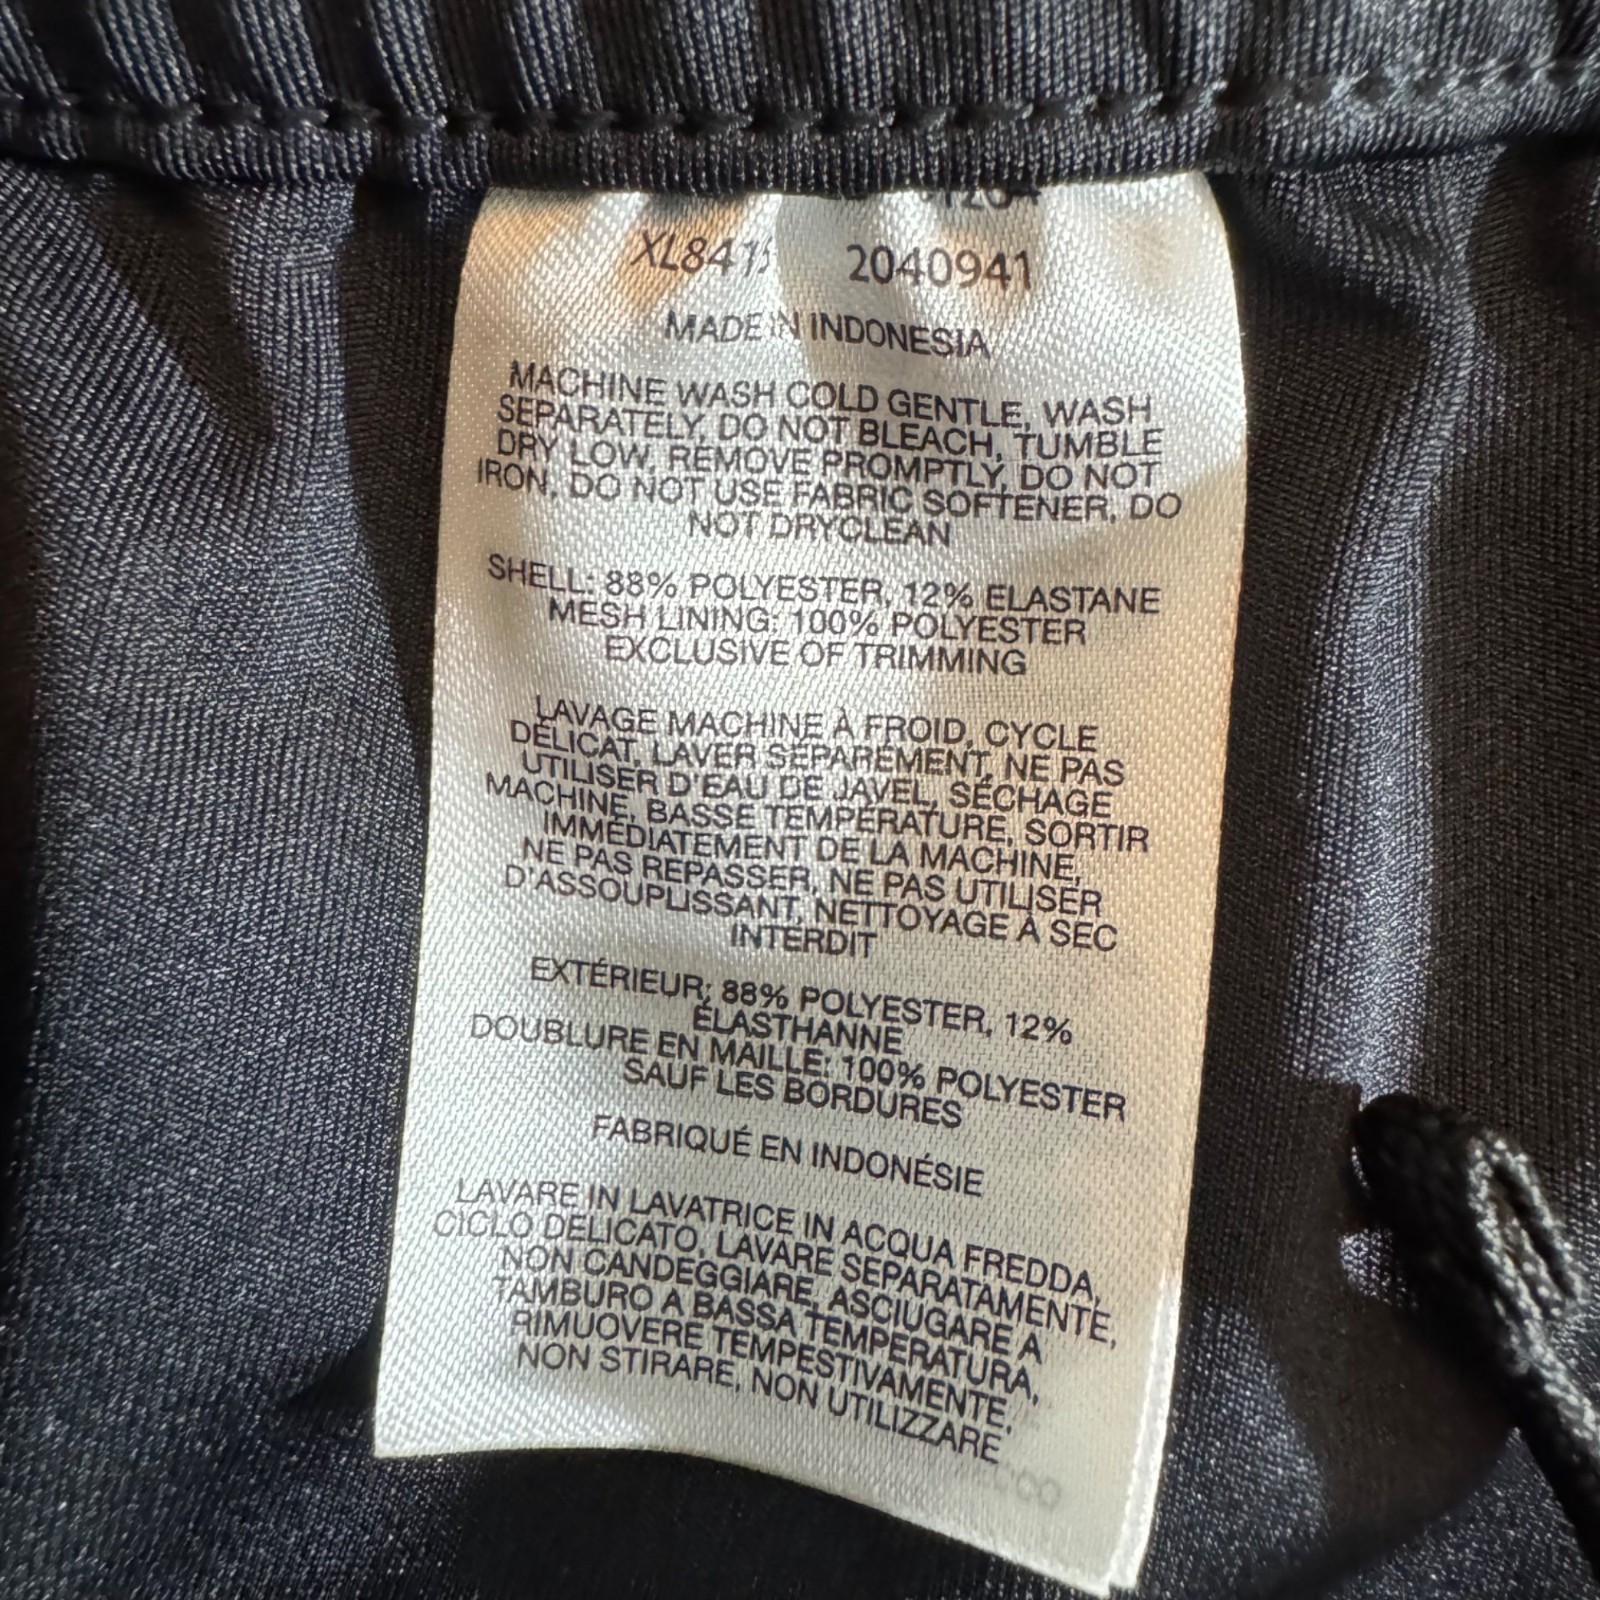 2040941
MADE IN INDONESIA
MACHINE WASH COLD GENTLE, WASH
SEPARATELY, DO NOT BLEACH, TUMBLE
DRY LOW, REMOVE PROMPTLY, DO NOT
IRON, DO NOT USE FABRIC SOFTENER, DO
NOT DRYCLEAN
SHELL: 88% POLYESTER, 12% ELASTANE
MESH LINING: 100% POLYESTER
EXCLUSIVE OF TRIMMING
LAVAGE MACHINE À FROID, CYCLE
DÉLICAT, LAVER SÉPARÉMENT, NE PAS
UTILISER D'EAU DE JAVEL, SÉCHAGE
MACHINE, BASSE TEMPÉRATURE, SORTIR
IMMÉDIATEMENT DE LA MACHINE,
NE PAS REPASSER, NE PAS UTILISER
D'ASSOUPLISSANT, NETTOYAGE À SEC
INTERDIT
EXTÉRIEUR: 88% POLYESTER, 12%
ÉLASTHANNE
DOUBLURE EN MAILLE: 100% POLYESTER
SAUF LES BORDURES
FABRIQUÉ EN INDONÉSIE
LAVARE IN LAVATRICE IN ACQUA FREDDA,
CICLO DELICATO, LAVARE SEPARATAMENTE,
NON CANDEGGIARE, ASCIUGARE A
TAMBURO A BASSA TEMPERATURA,
RIMUOVERE TEMPESTIVAMENTE,
NON STIRARE, NON UTILIZZARE